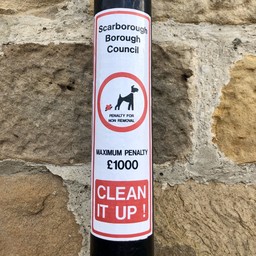 Scarborough
Borough
Council
PENALTY FOR
NON REMOVAL
MAXIMUM PENALTY
£1000
CLEAN
IT UP !